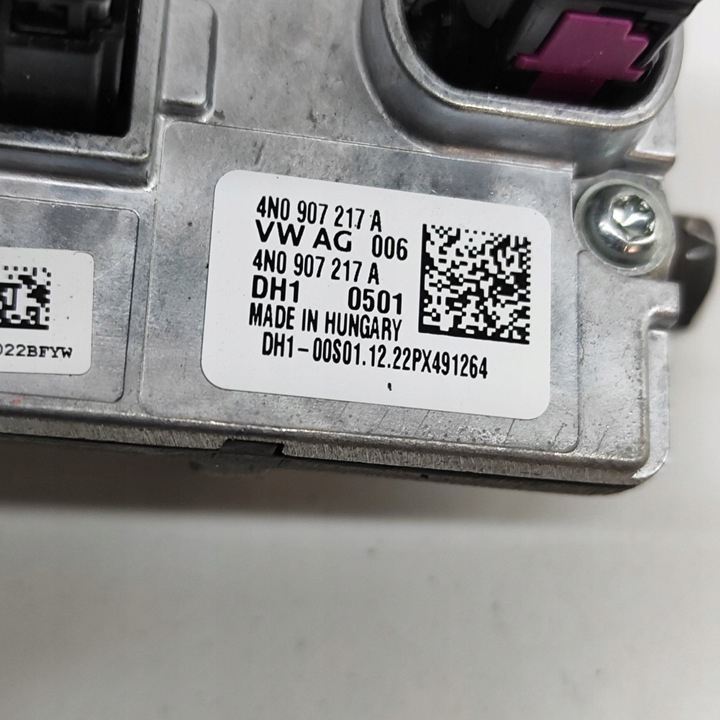 4N0 907 217 A
VW AG 006
4N0 907 217 A
DH1 0501
MADE IN HUNGARY
DH1-00S01.12.22PX491264
022BFYW